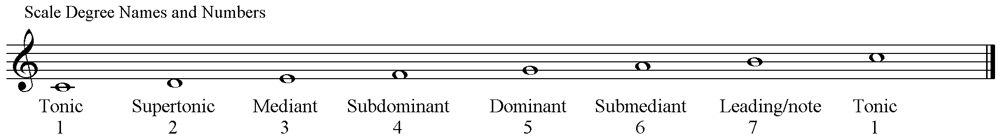 Scale Degree Names and Numbers
Tonic Supertonic Mediant Subdominant Dominant Submediant Leading/note Tonic
1 2 3 4 5 6 7 1